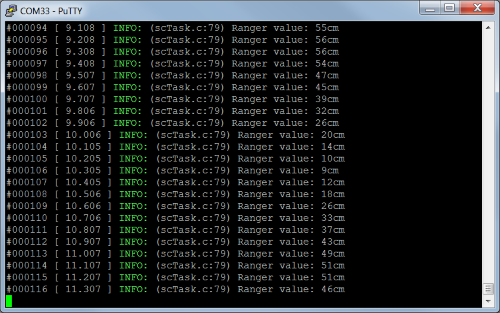 COM33 - PuTTY
#000094 [ 9.108 ] INFO: (scTask.c:79) Ranger value: 55cm
#000095 [ 9.208 ] INFO: (scTask.c:79) Ranger value: 56cm
#000096 [ 9.308 ] INFO: (scTask.c:79) Ranger value: 56cm
#000097 [ 9.408 ] INFO: (scTask.c:79) Ranger value: 54cm
#000098 [ 9.507 ] INFO: (scTask.c:79) Ranger value: 47cm
#000099 [ 9.607 ] INFO: (scTask.c:79) Ranger value: 45cm
#000100 [ 9.707 ] INFO: (scTask.c:79) Ranger value: 39cm
#000101 [ 9.806 ] INFO: (scTask.c:79) Ranger value: 32cm
#000102 [ 9.906 ] INFO: (scTask.c:79) Ranger value: 26cm
#000103 [ 10.006 ] INFO: (scTask.c:79) Ranger value: 20cm
#000104 [ 10.105 ] INFO: (scTask.c:79) Ranger value: 14cm
#000105 [ 10.205 ] INFO: (scTask.c:79) Ranger value: 10cm
#000106 [ 10.305 ] INFO: (scTask.c:79) Ranger value: 9cm
#000107 [ 10.405 ] INFO: (scTask.c:79) Ranger value: 12cm
#000108 [ 10.506 ] INFO: (scTask.c:79) Ranger value: 18cm
#000109 [ 10.606 ] INFO: (scTask.c:79) Ranger value: 26cm
#000110 [ 10.706 ] INFO: (scTask.c:79) Ranger value: 33cm
#000111 [ 10.807 ] INFO: (scTask.c:79) Ranger value: 37cm
#000112 [ 10.907 ] INFO: (scTask.c:79) Ranger value: 43cm
#000113 [ 11.007 ] INFO: (scTask.c:79) Ranger value: 49cm
#000114 [ 11.107 ] INFO: (scTask.c:79) Ranger value: 51cm
#000115 [ 11.207 ] INFO: (scTask.c:79) Ranger value: 51cm
#000116 [ 11.307 ] INFO: (scTask.c:79) Ranger value: 46cm